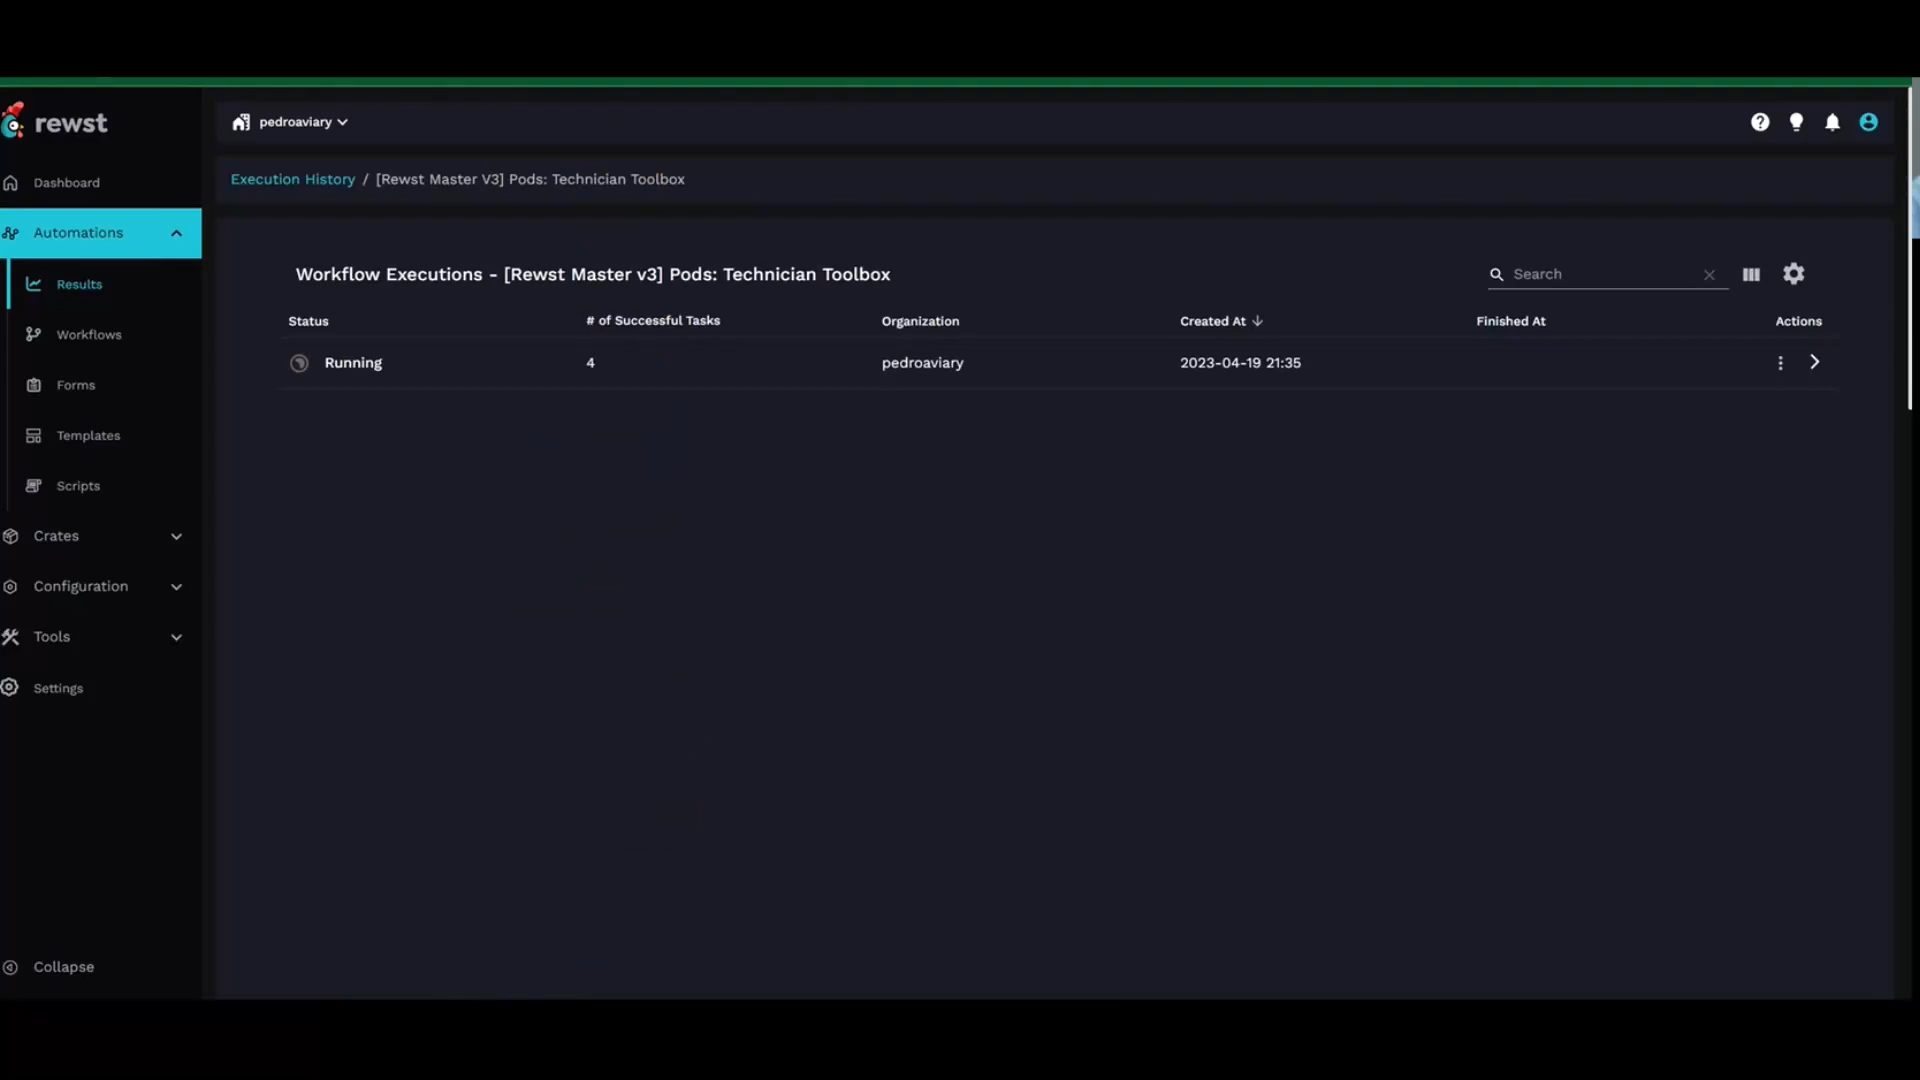 rewst
pedroaviary
Dashboard
Execution History / [Rewst Master V3] Pods: Technician Toolbox
Automations
Workflow Executions - [Rewst Master v3] Pods: Technician Toolbox
Search
Results
Status # of Successful Tasks Organization Created At Finished At Actions
Workflows
Running 4 pedroaviary 2023-04-19 21:35
Forms
Templates
Scripts
Crates
Configuration
Tools
Settings
Collapse